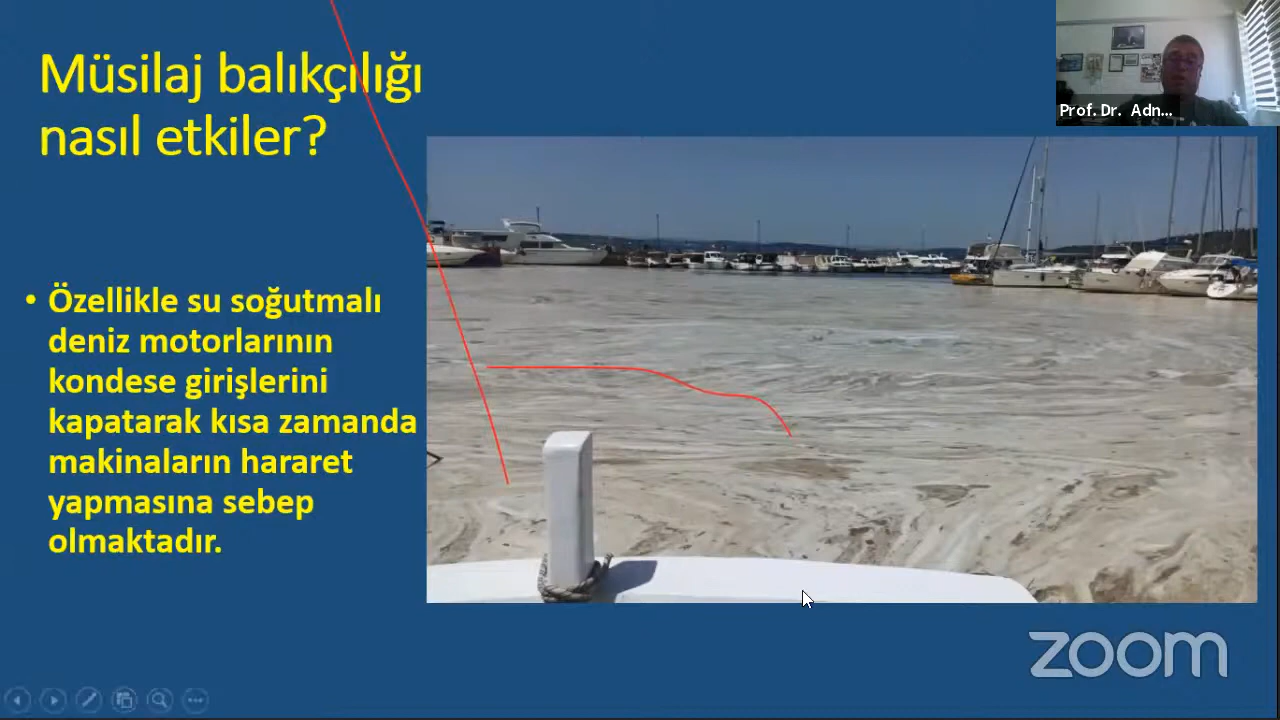 Müsilaj balıkçılığı
nasıl etkiler?
Prof. Dr. Adn...
• Özellikle su soğutmalı
deniz motorlarının
kondese girişlerini
kapatarak kısa zamanda
makinaların hararet
yapmasına sebep
olmaktadır.
zoom